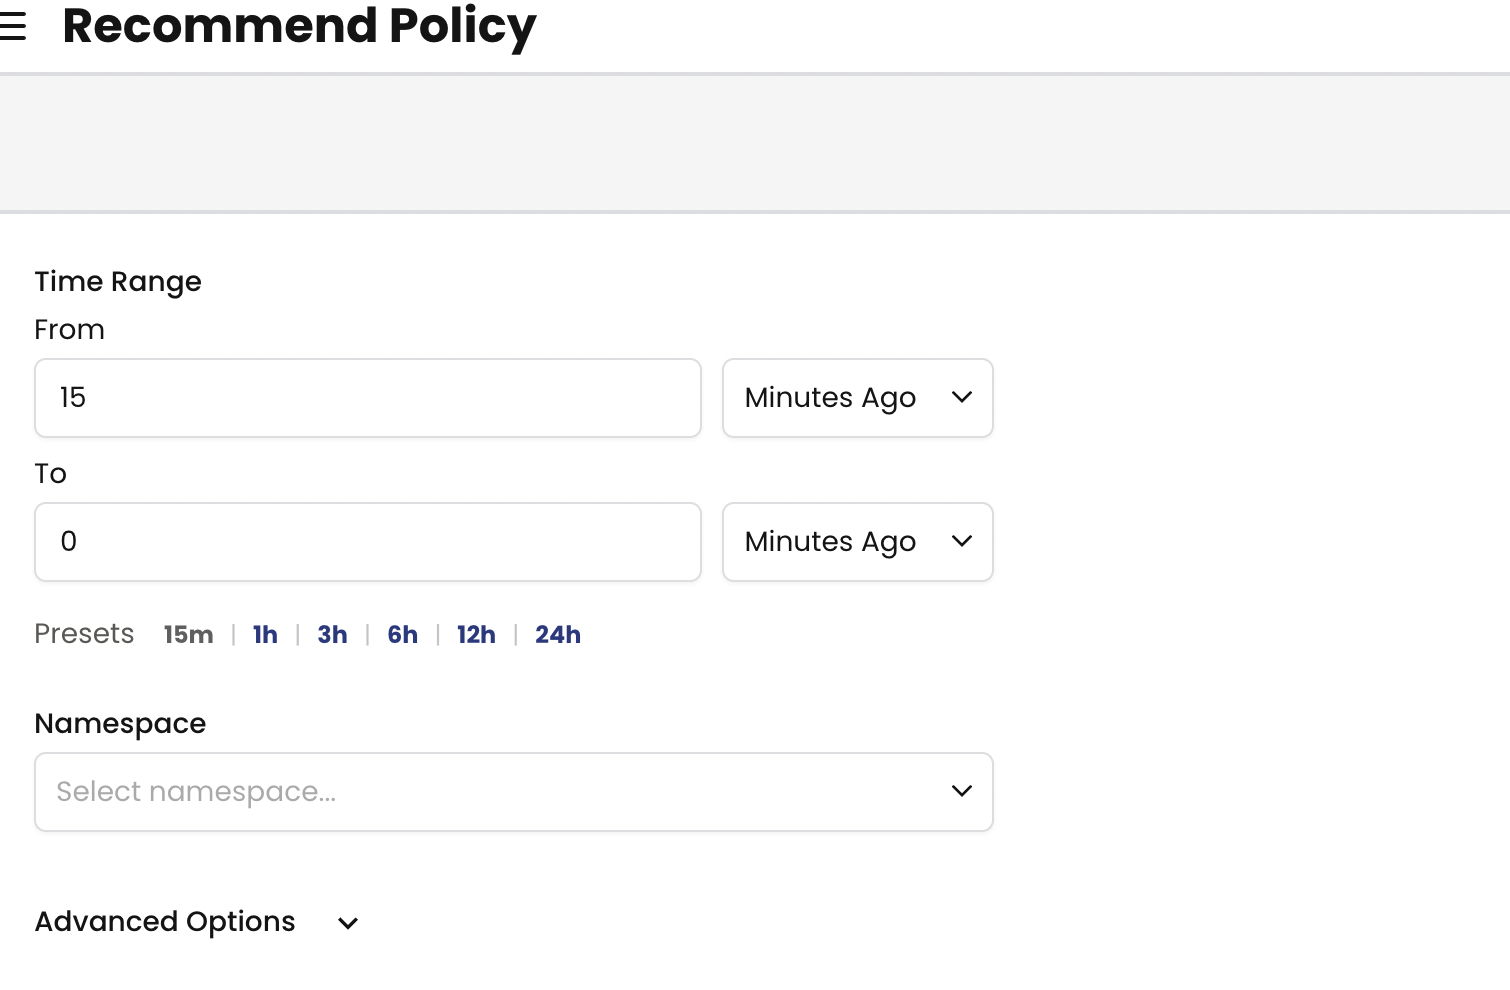 Recommend Policy
Time Range
From
15
Minutes Ago
To
0
Minutes Ago
Presets 15m | 1h | 3h | 6h | 12h | 24h
Namespace
Select namespace...
Advanced Options